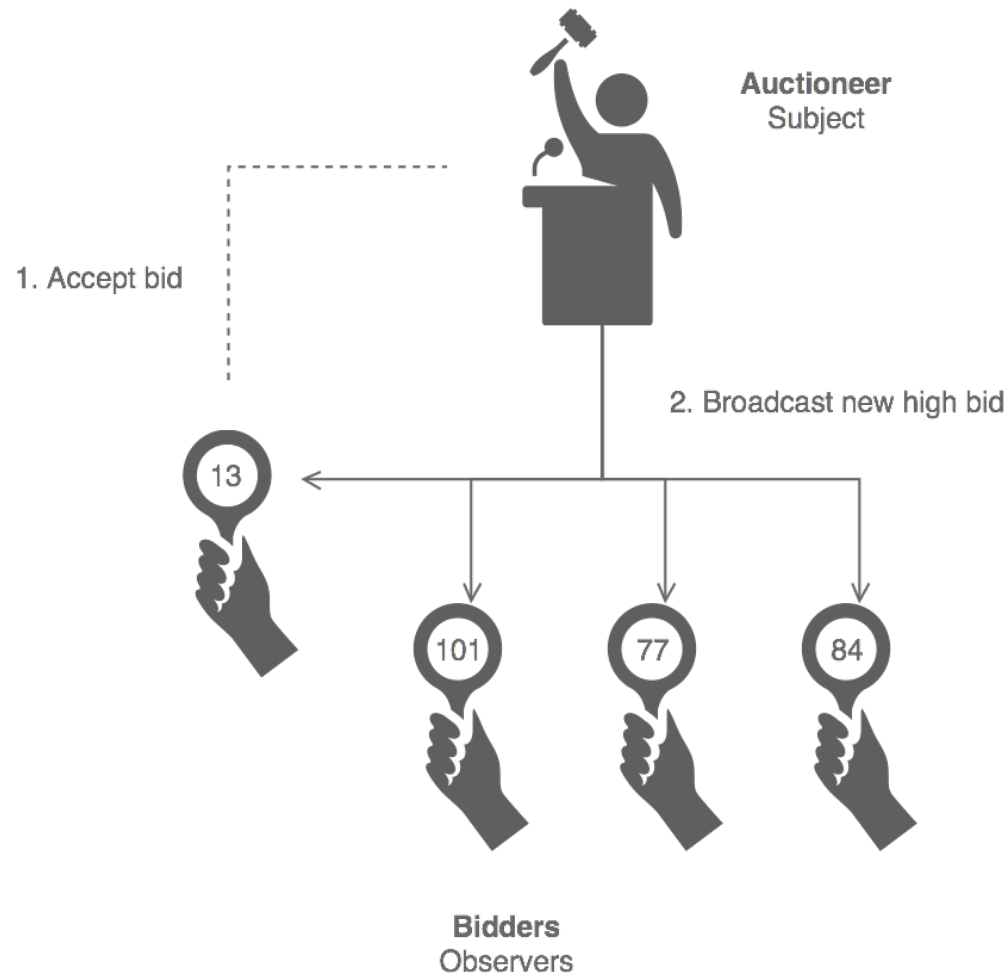 Auctioneer
Subject
1. Accept bid
2. Broadcast new high bid
13
101
77
84
Bidders
Observers